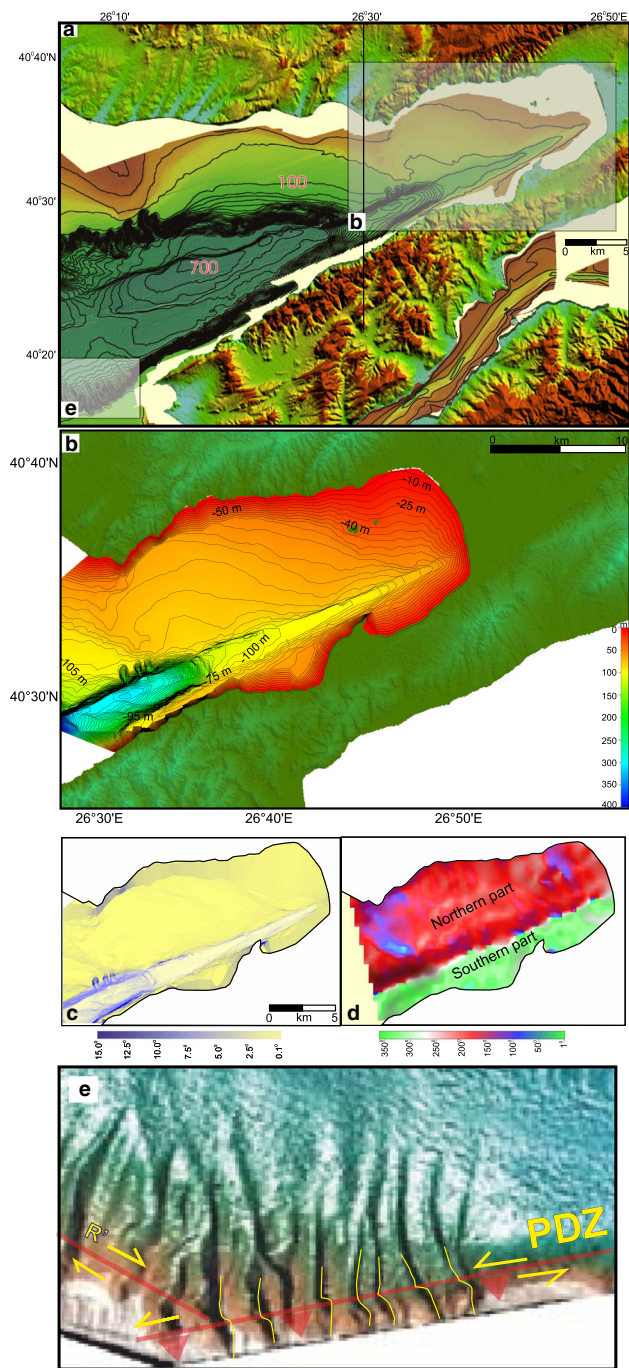 26°10' 26°30' 26°50'
a
40°40'
40°30'
40°20'
100
700
b
0 km 5
e
b
0 km 10
40°40'
40°30'
-10 m
-25 m
-40 m
-50 m
-100 m
-75 m
-105 m
-95 m
m
0
50
100
150
200
250
300
350
400
26°30'E 26°40'E 26°50'E
c
0 km 5
15.0°
12.5°
10.0°
7.5°
5.0°
2.5°
0.1°
d
Northern part
Southern part
350°
300°
250°
200°
150°
100°
50°
1°
e
R'
PDZ